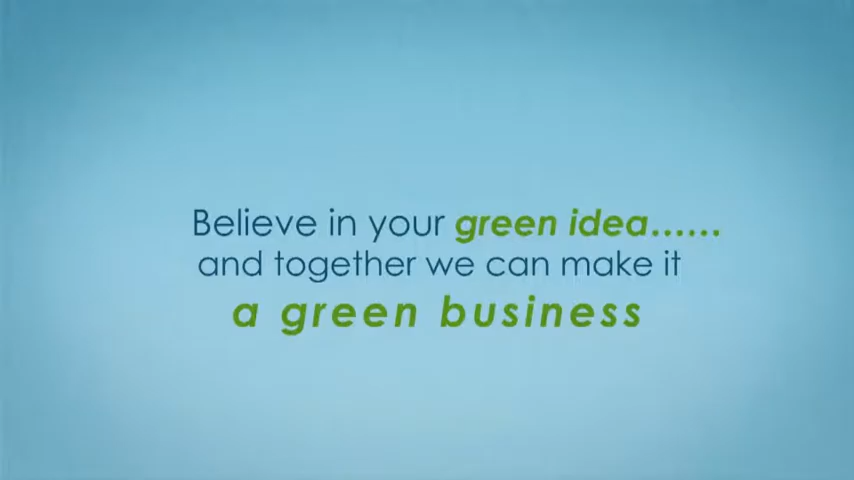 Believe in your green idea......
and together we can make it
a green business